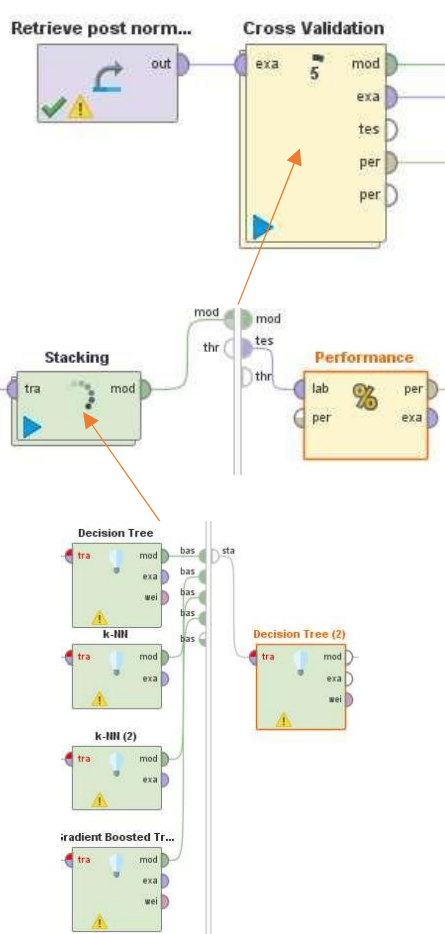 Retrieve post norm...
Cross Validation
out
exa
5
mod
exa
tes
per
per
mod
mod
thr
tes
thr
Stacking
tra
mod
Performance
lab
%
per
per
exa
Decision Tree
tra
mod
exa
wei
bas
bas
bas
bas
bas
sta
k-NN
tra
mod
exa
Decision Tree (2)
tra
mod
exa
wei
k-NN (2)
tra
mod
exa
Gradient Boosted Tr...
tra
mod
exa
wei